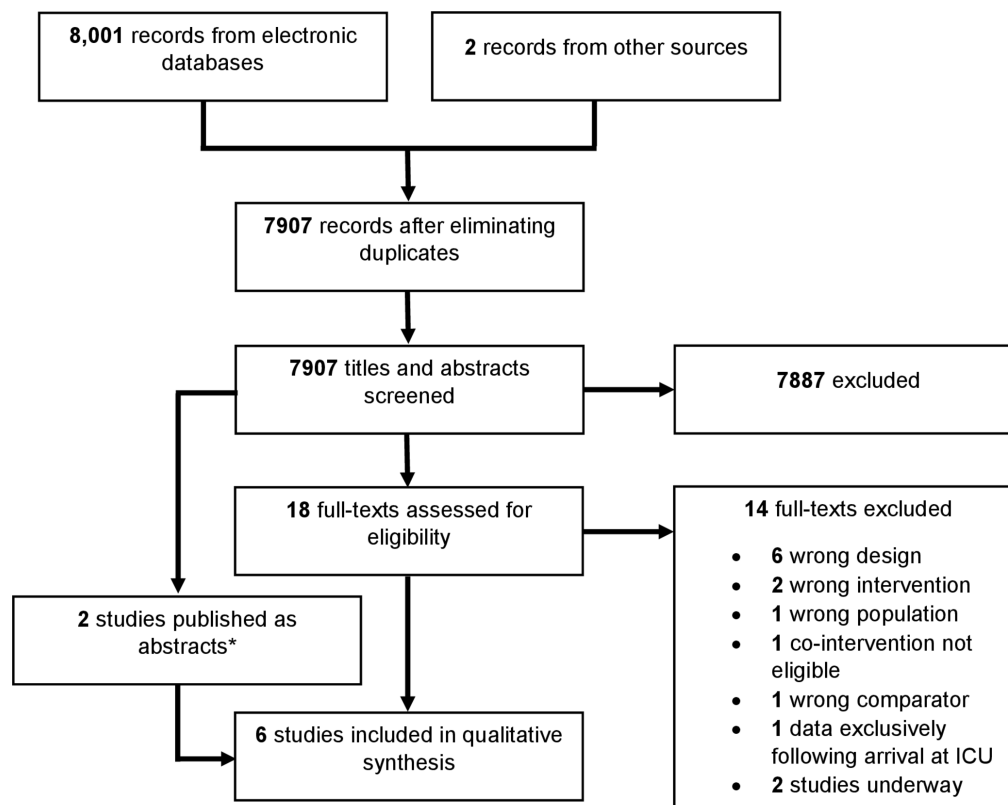 8,001 records from electronic
databases
2 records from other sources
7907 records after eliminating
duplicates
7907 titles and abstracts
screened
7887 excluded
18 full-texts assessed for
eligibility
14 full-texts excluded
• 6 wrong design
• 2 wrong intervention
• 1 wrong population
• 1 co-intervention not
eligible
• 1 wrong comparator
• 1 data exclusively
following arrival at ICU
• 2 studies underway
2 studies published as
abstracts*
6 studies included in qualitative
synthesis